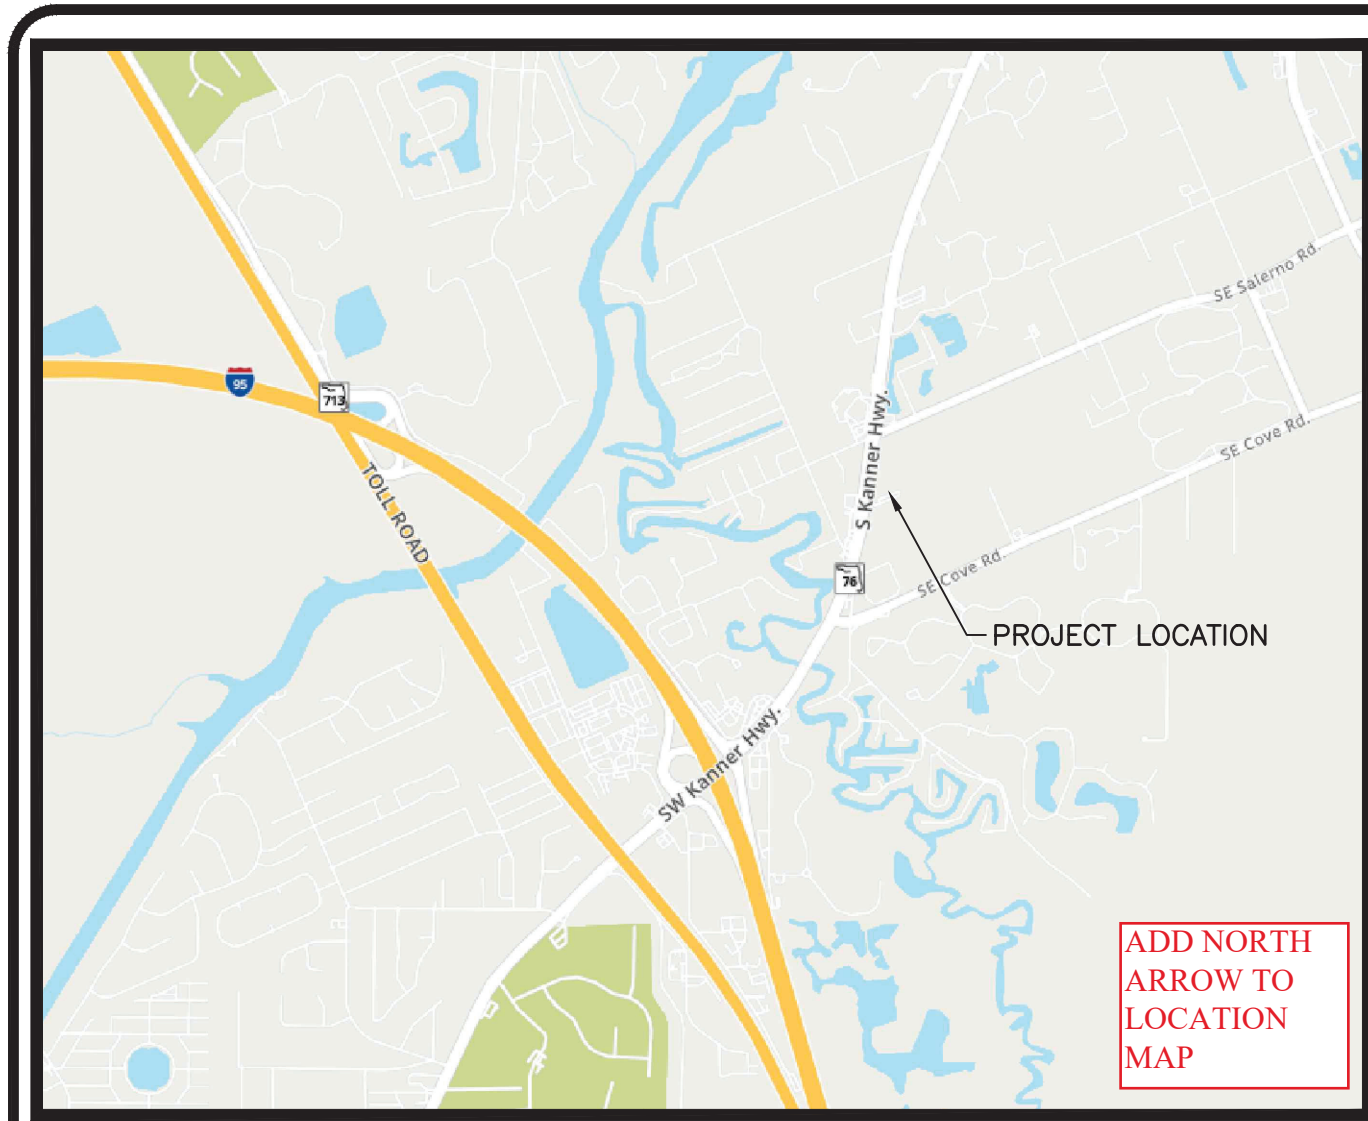 SE Salerno Rd.
95
713
S Kanner Hwy.
SE Cove Rd.
TOLL ROAD
76
SE Cove Rd.
PROJECT LOCATION
SW Kanner Hwy.
ADD NORTH
ARROW TO
LOCATION
MAP